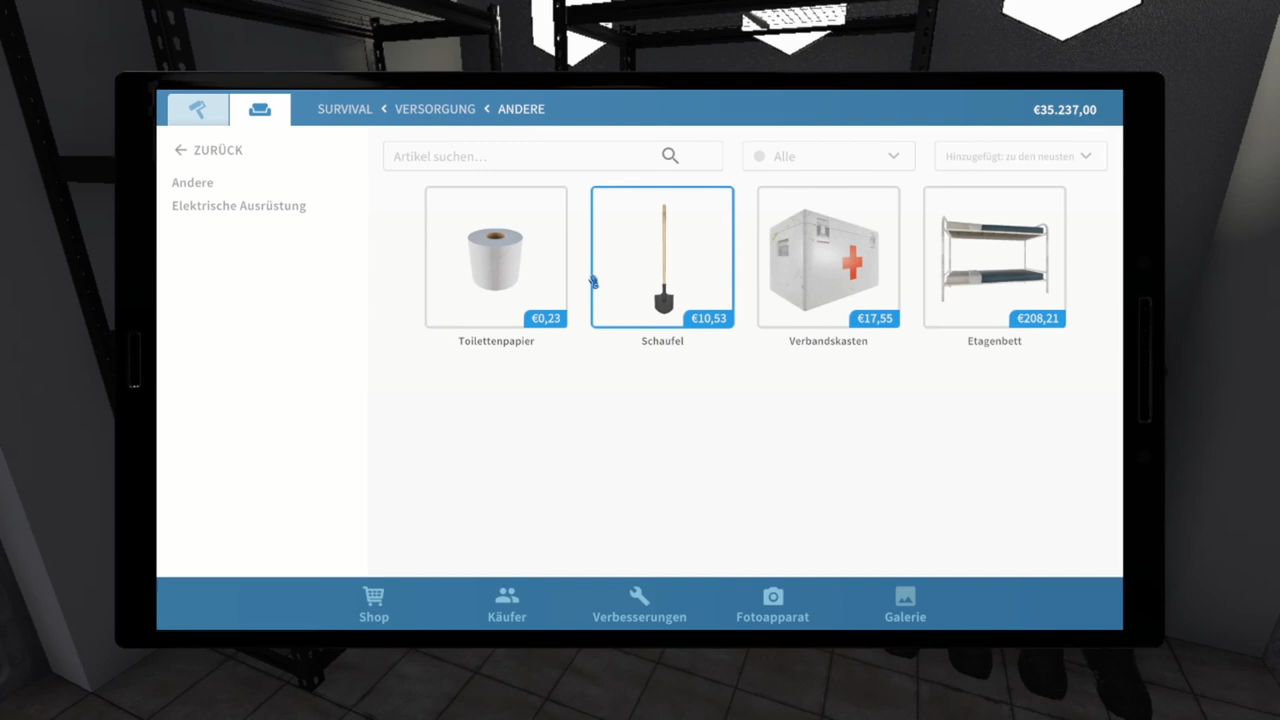 SURVIVAL < VERSORGUNG < ANDERE
€35.237,00
← ZURÜCK
Andere
Elektrische Ausrüstung
Artikel suchen...
Alle
Hinzugefügt: zu den neusten
€0,23
€10,53
€17,55
€208,21
Toilettenpapier
Schaufel
Verbandskasten
Etagenbett
Shop
Käufer
Verbesserungen
Fotoapparat
Galerie